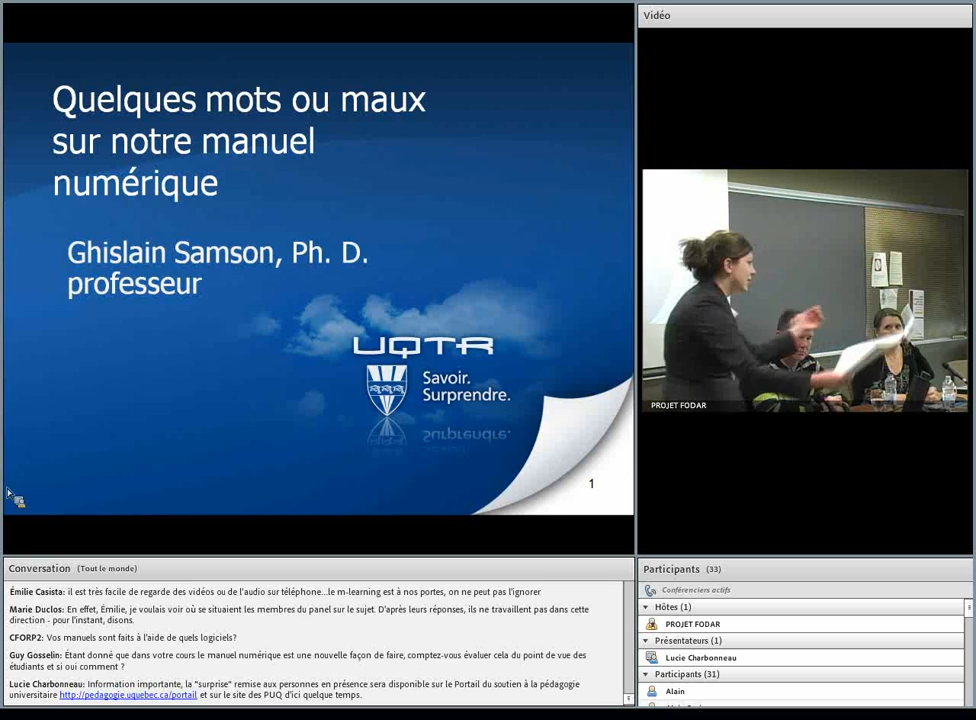 Quelques mots ou maux
sur notre manuel
numérique
Ghislain Samson, Ph. D.
professeur
UQTR
Savoir.
Surprendre.
1
Vidéo
PROJET FODAR
Conversation (Tout le monde)
Émilie Casista: il est très facile de regarde des vidéos ou de l'audio sur téléphone...le m-learning est à nos portes, on ne peut pas l'ignorer
Marie Duclos: En effet, Émilie, je voulais voir où se situaient les membres du panel sur le sujet. D'après leurs réponses, ils ne travaillent pas dans cette
direction - pour l'instant, disons.
CFORP2: Vos manuels sont faits à l'aide de quels logiciels?
Guy Gosselin: Étant donné que dans votre cours le manuel numérique est une nouvelle façon de faire, comptez-vous évaluer cela du point de vue des
étudiants et si oui comment ?
Lucie Charbonneau: Information importante, la "surprise" remise aux personnes en présence sera disponible sur le Portail du soutien à la pédagogie
universitaire http://pedagogie.uquebec.ca/portail et sur le site des PUQ d'ici quelque temps.
Participants (33)
Conférenciers actifs
Hôtes (1)
PROJET FODAR
Présentateurs (1)
Lucie Charbonneau
Participants (31)
Alain